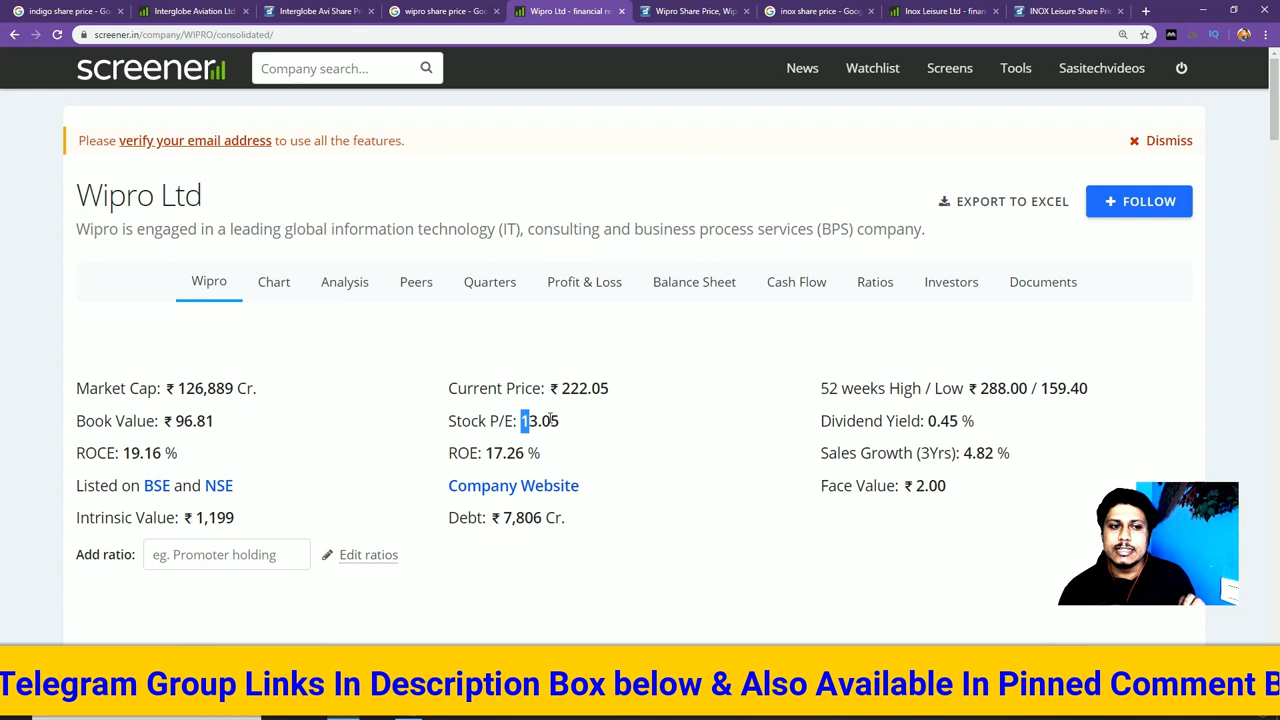 indigo share price - Go
Interglobe Aviation Ltd
Interglobe Avi Share Pr
wipro share price - Goo
Wipro Ltd - financial re
Wipro Share Price, Wip
inox share price - Goog
Inox Leisure Ltd - finan
INOX Leisure Share Pric
screener.in/company/WIPRO/consolidated/
IQ
screener
Company search...
News
Watchlist
Screens
Tools
Sasitechvideos
Please verify your email address to use all the features.
Dismiss
Wipro Ltd
EXPORT TO EXCEL
+ FOLLOW
Wipro is engaged in a leading global information technology (IT), consulting and business process services (BPS) company.
Wipro
Chart
Analysis
Peers
Quarters
Profit & Loss
Balance Sheet
Cash Flow
Ratios
Investors
Documents
Market Cap: ₹ 126,889 Cr.
Current Price: ₹ 222.05
52 weeks High / Low ₹ 288.00 / 159.40
Book Value: ₹ 96.81
Stock P/E: 13.05
Dividend Yield: 0.45 %
ROCE: 19.16 %
ROE: 17.26 %
Sales Growth (3Yrs): 4.82 %
Listed on BSE and NSE
Company Website
Face Value: ₹ 2.00
Intrinsic Value: ₹ 1,199
Debt: ₹ 7,806 Cr.
Add ratio:
eg. Promoter holding
Edit ratios
Telegram Group Links In Description Box below & Also Available In Pinned Comment B